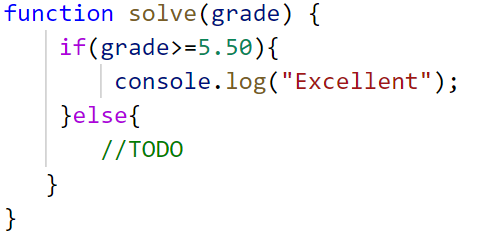 function solve(grade) {
    if(grade>=5.50){
        console.log("Excellent");
    }else{
       //TODO
   }
}